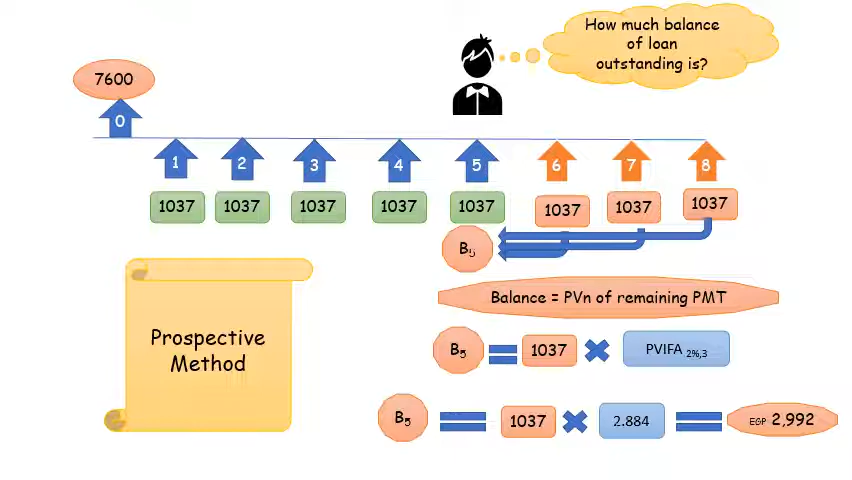 How much balance
of loan
outstanding is?
7600
0
1 2 3 4 5 6 7 8
1037 1037 1037 1037 1037 1037 1037 1037
B5
Balance = PVn of remaining PMT
Prospective
Method
B5 = 1037 × PVIFA 2%,3
B5 = 1037 × 2.884 = EGP 2,992